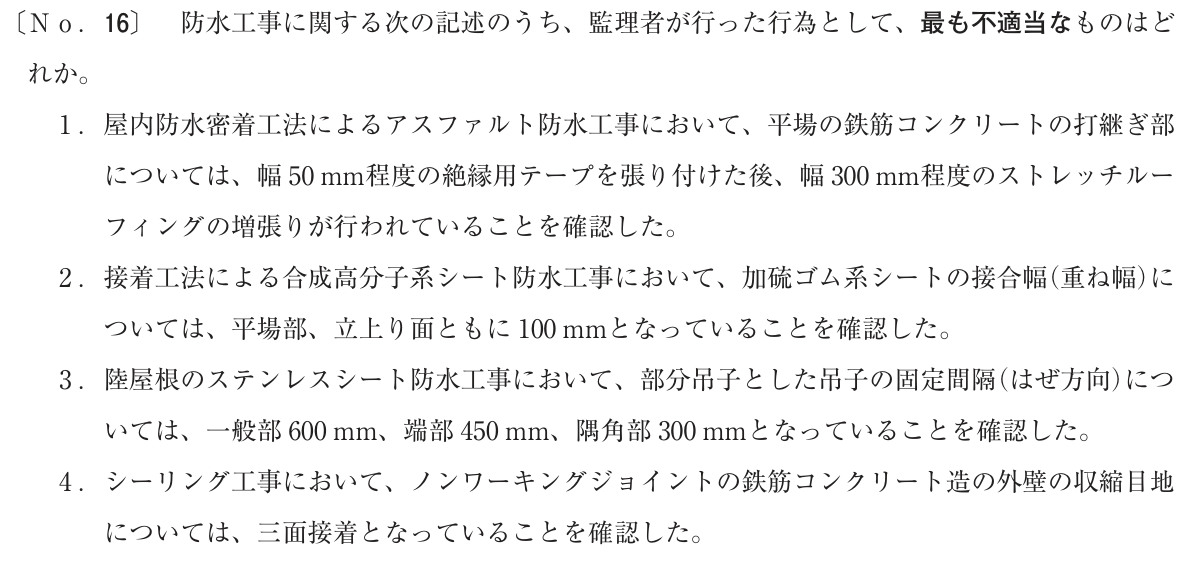 〔Ｎｏ．16〕　防水工事に関する次の記述のうち、監理者が行った行為として、最も不適当なものはど
れか。
１．屋内防水密着工法によるアスファルト防水工事において、平場の鉄筋コンクリートの打継ぎ部
については、幅 50 mm程度の絶縁用テープを張り付けた後、幅 300 mm程度のストレッチルー
フィングの増張りが行われていることを確認した。
２．接着工法による合成高分子系シート防水工事において、加硫ゴム系シートの接合幅(重ね幅)に
ついては、平場部、立上り面ともに 100 mmとなっていることを確認した。
３．陸屋根のステンレスシート防水工事において、部分吊子とした吊子の固定間隔(はぜ方向)につ
いては、一般部 600 mm、端部 450 mm、隅角部 300 mmとなっていることを確認した。
４．シーリング工事において、ノンワーキングジョイントの鉄筋コンクリート造の外壁の収縮目地
については、三面接着となっていることを確認した。